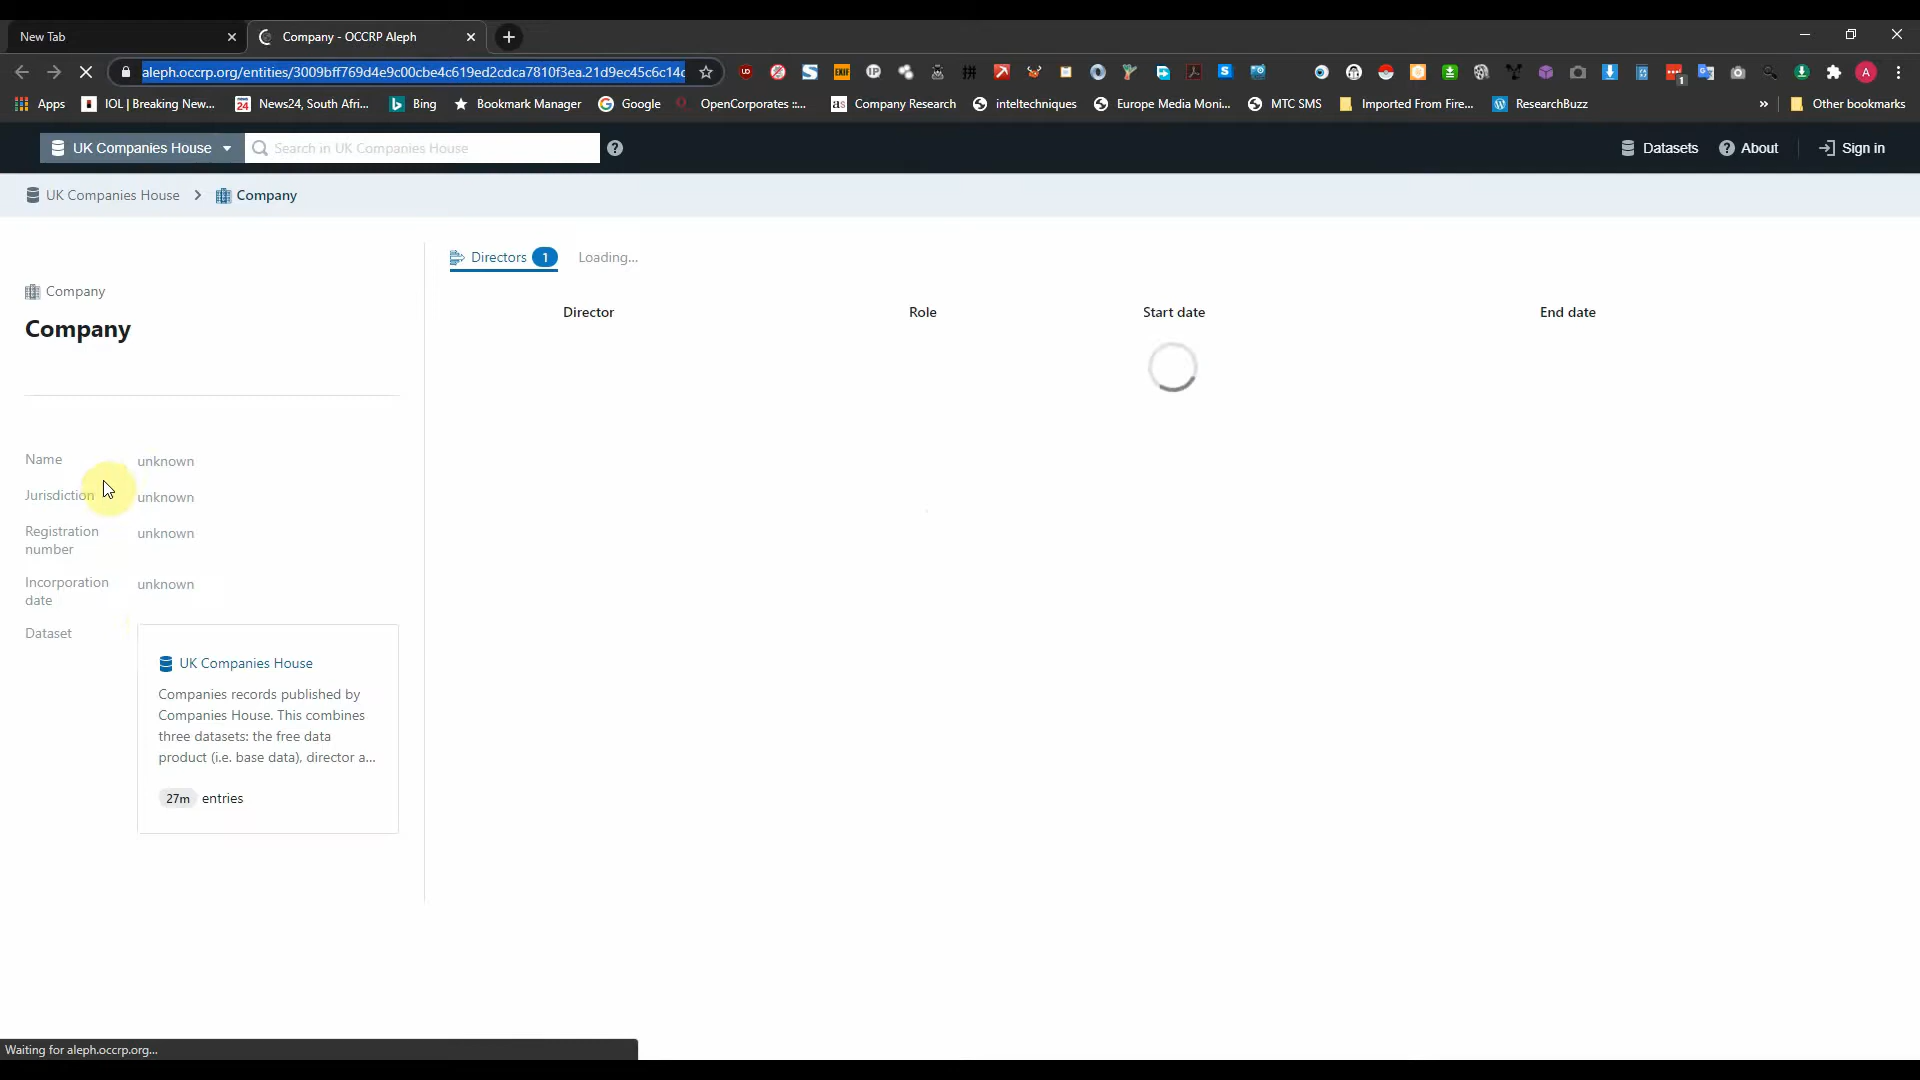 New Tab
Company - OCCRP Aleph
aleph.occrp.org/entities/3009bff769d4e9c00cbe4c619ed2cdca7810f3ea.21d9ec45c6c14c
Apps
IOL | Breaking New...
News24, South Afri...
Bing
Bookmark Manager
Google
OpenCorporates ::...
Company Research
inteltechniques
Europe Media Moni...
MTC SMS
Imported From Fire...
ResearchBuzz
Other bookmarks
UK Companies House
Search in UK Companies House
Datasets
About
Sign in
UK Companies House
Company
Company
Company
Directors 1
Loading...
Director
Role
Start date
End date
Name
unknown
Jurisdiction
unknown
Registration
number
unknown
Incorporation
date
unknown
Dataset
UK Companies House
Companies records published by
Companies House. This combines
three datasets: the free data
product (i.e. base data), director a...
27m entries
Waiting for aleph.occrp.org...